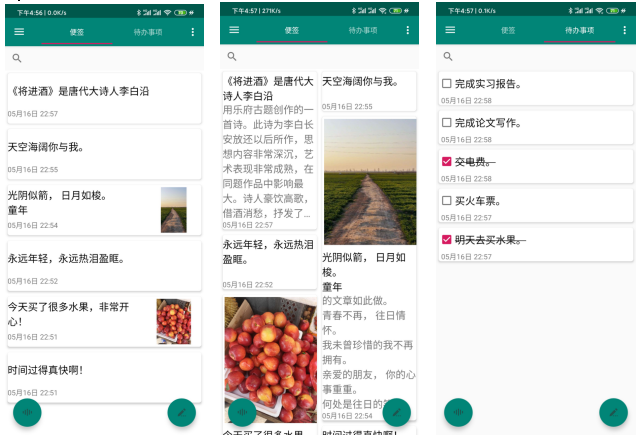 下午4:56 | 0.0K/s
便签
待办事项
《将进酒》是唐代大诗人李白沿
05月16日 22:57
天空海阔你与我。
05月16日 22:55
光阴似箭， 日月如梭。
童年
05月16日 22:54
永远年轻，永远热泪盈眶。
05月16日 22:52
今天买了很多水果，非常开
心！
05月16日 22:51
时间过得真快啊！
05月16日 22:51
下午4:57 | 271K/s
便签
待办事项
《将进酒》是唐代大
诗人李白沿
用乐府古题创作的一
首诗。此诗为李白长
安放还以后所作，思
想内容非常深沉，艺
术表现非常成熟，在
同题作品中影响最
大。诗人豪饮高歌，
借酒消愁，抒发了...
05月16日 22:57
永远年轻，永远热泪
盈眶。
05月16日 22:52
天空海阔你与我。
05月16日 22:55
光阴似箭， 日月如
梭。
童年
的文章如此做。
青春不再， 往日情
怀。
我未曾珍惜的我不再
拥有。
亲爱的朋友， 你的心
事重重。
何处是往日的
05月16日 22:54
下午4:57 | 0.1K/s
便签
待办事项
完成实习报告。
05月16日 22:58
完成论文写作。
05月16日 22:58
交电费。
05月16日 22:58
买火车票。
05月16日 22:57
明天去买水果。
05月16日 22:57